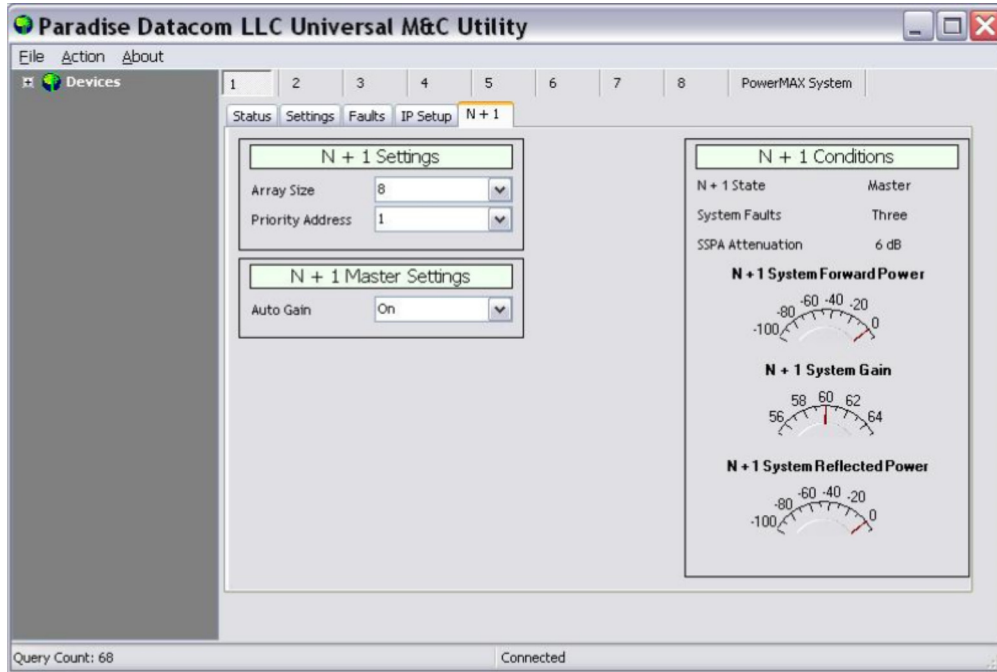 Paradise Datacom LLC Universal M&C Utility
File Action About
Devices
1 2 3 4 5 6 7 8 PowerMAX System
Status Settings Faults IP Setup N + 1
N + 1 Settings
Array Size 8
Priority Address 1
N + 1 Master Settings
Auto Gain On
N + 1 Conditions
N + 1 State Master
System Faults Three
SSPA Attenuation 6 dB
N + 1 System Forward Power
-100 -80 -60 -40 -20 0
N + 1 System Gain
56 58 60 62 64
N + 1 System Reflected Power
-100 -80 -60 -40 -20 0
Query Count: 68 Connected